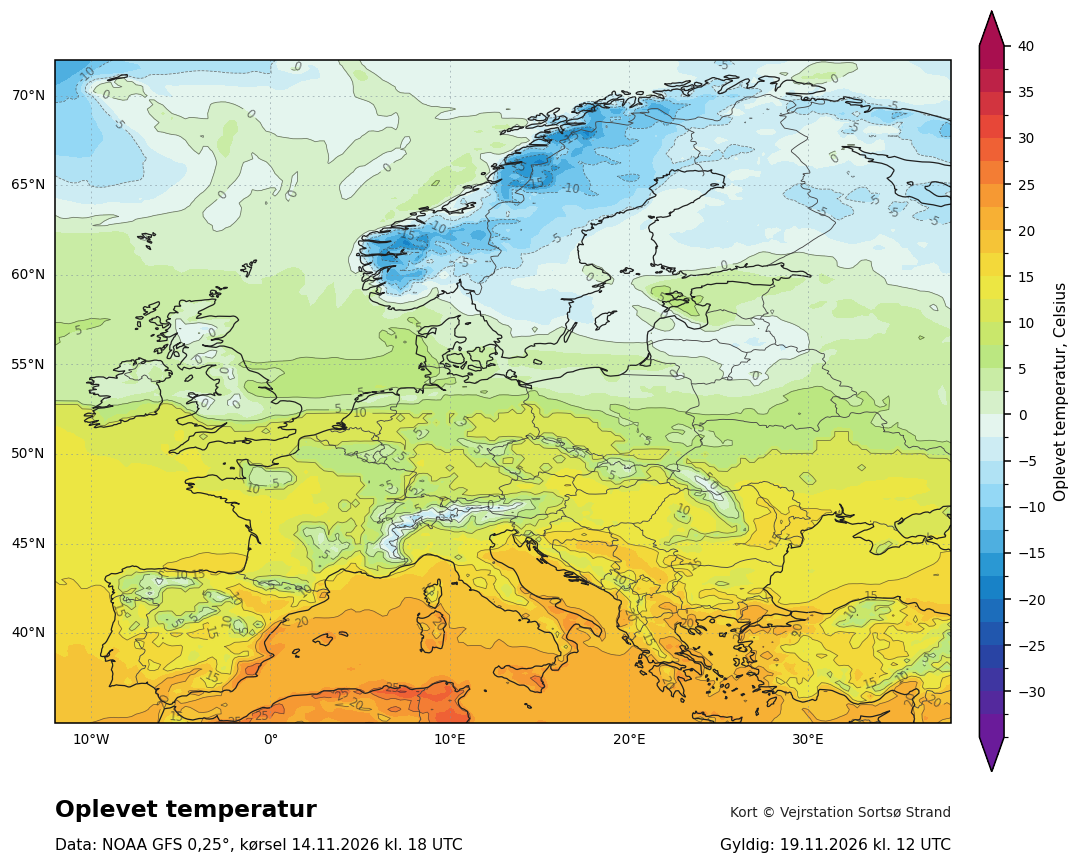 70°N
65°N
60°N
55°N
50°N
45°N
40°N
10°W 0° 10°E 20°E 30°E
40
35
30
25
20
15
10
5
0
−5
−10
−15
−20
−25
−30
Oplevet temperatur, Celsius
Oplevet temperatur
Kort © Vejrstation Sortsø Strand
Data: NOAA GFS 0,25°, kørsel 14.11.2026 kl. 18 UTC
Gyldig: 19.11.2026 kl. 12 UTC